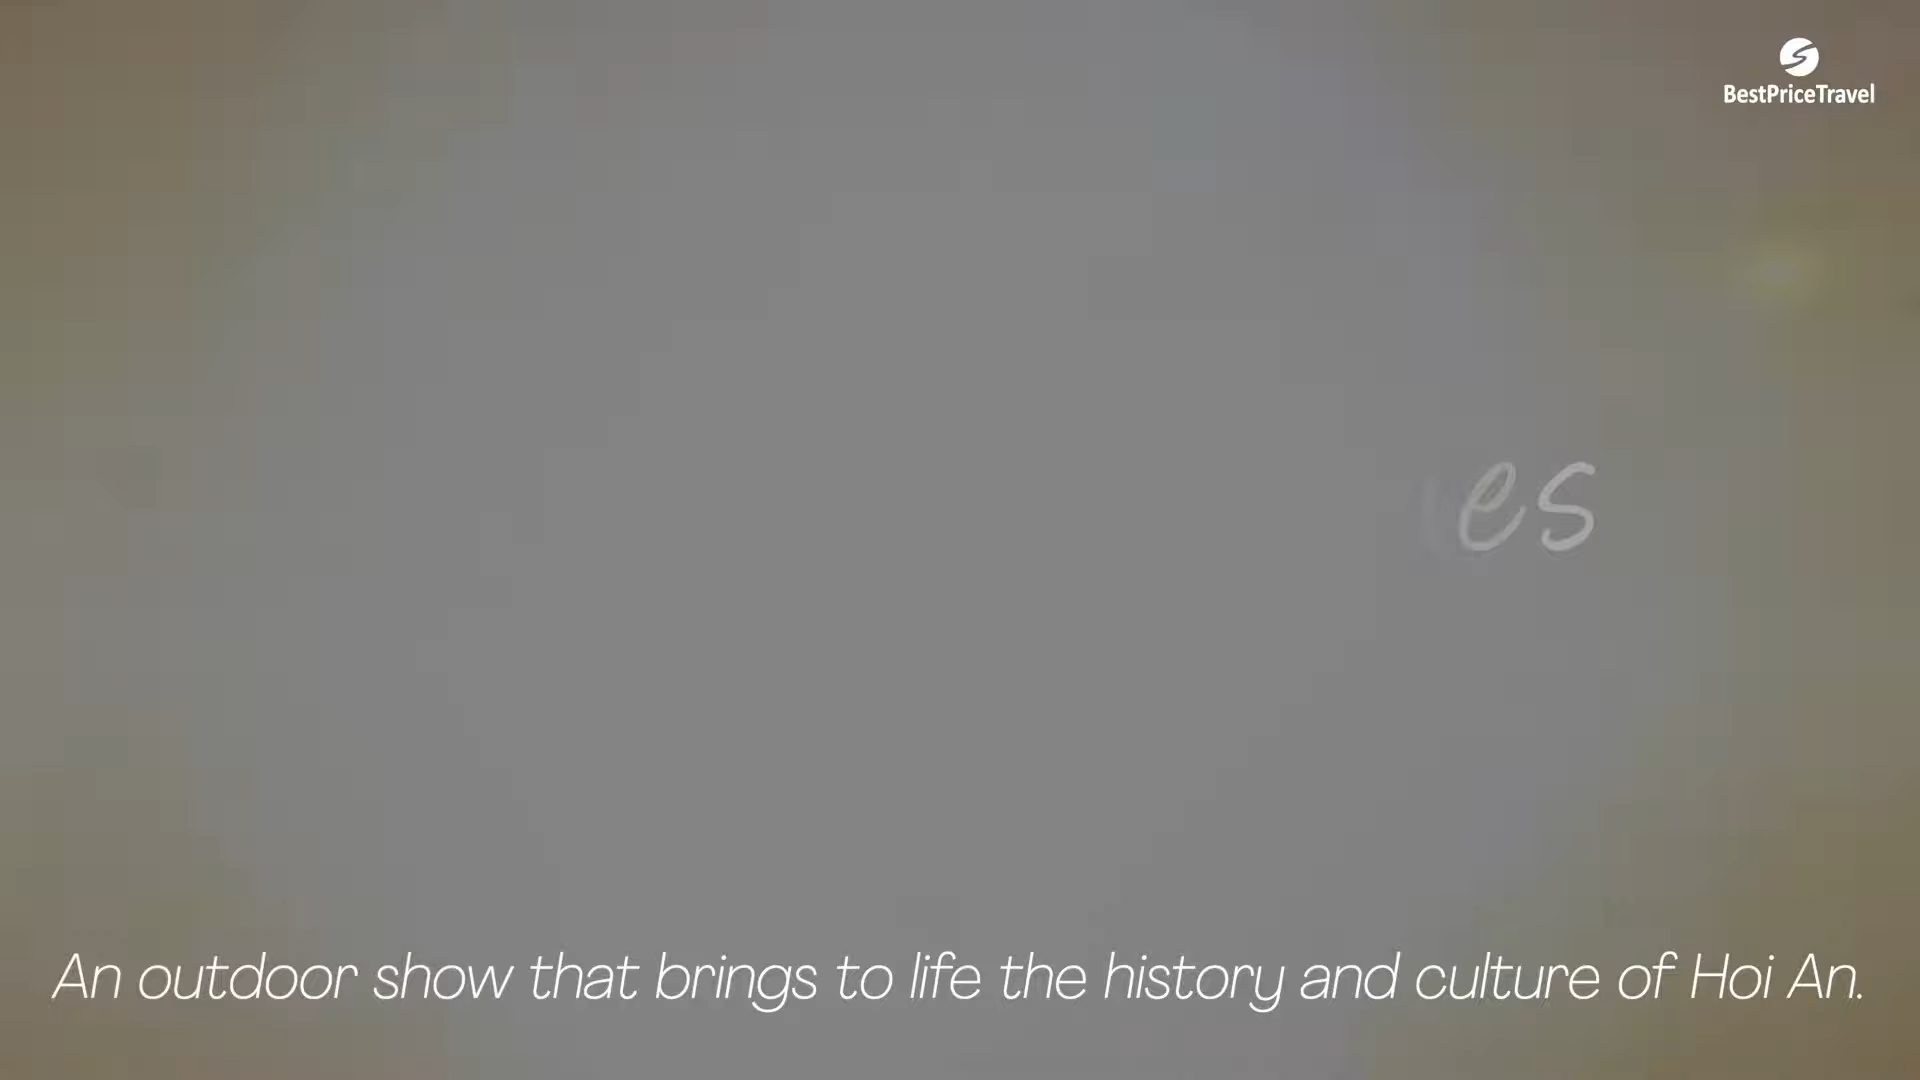 BestPriceTravel
es
An outdoor show that brings to life the history and culture of Hoi An.